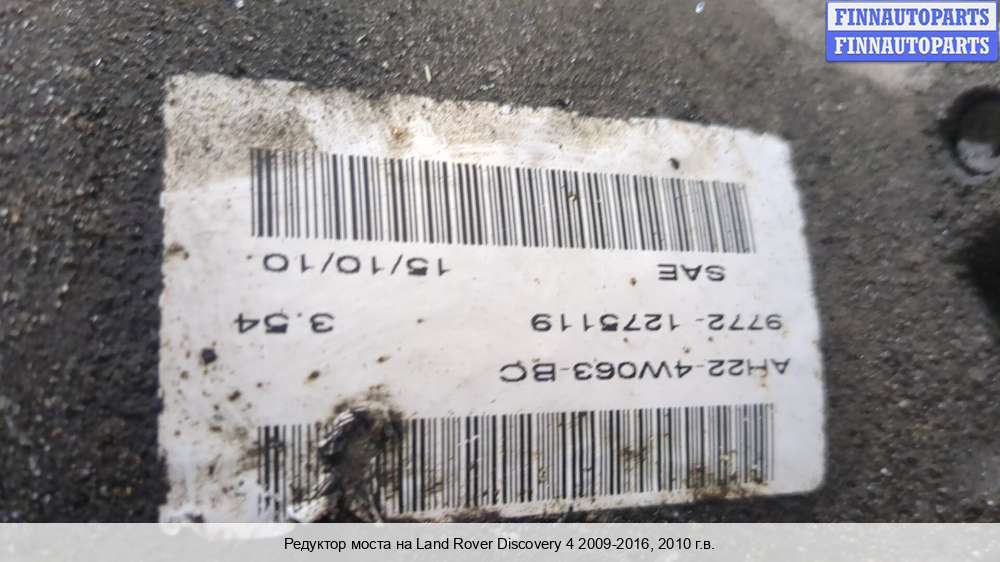 FINNAUTOPARTS
FINNAUTOPARTS
AH22-4W063-BC
9772-1275119 3.54
SAE 15/10/10.
Редуктор моста на Land Rover Discovery 4 2009-2016, 2010 г.в.